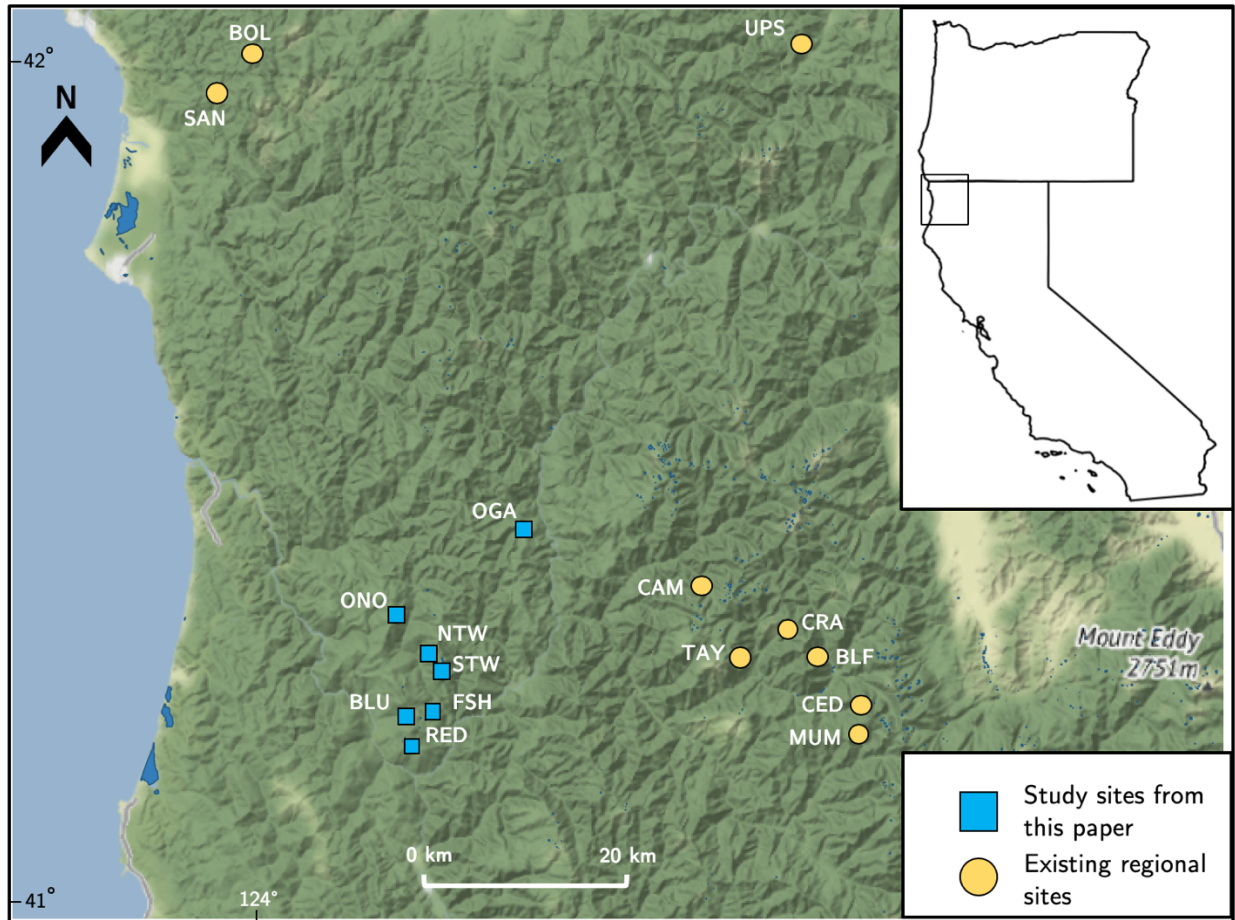 BOL
UPS
42°
SAN
N
OGA
CAM
ONO
CRA
NTW
TAY
BLF
STW
Mount Eddy
2751m
BLU
FSH
CED
RED
MUM
Study sites from
this paper
0 km
20 km
Existing regional
sites
41°
124°